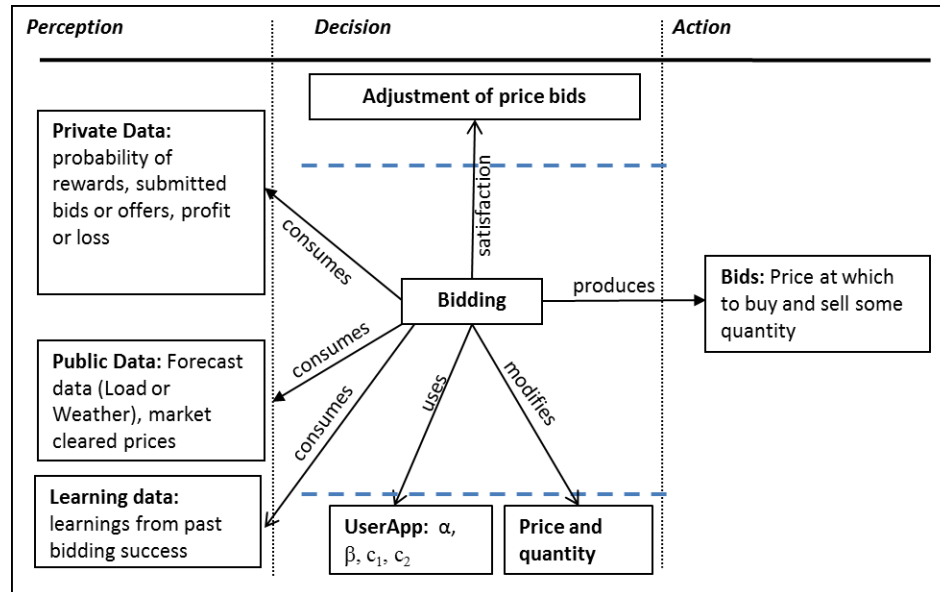 Perception
Decision
Action
Adjustment of price bids
Private Data:
probability of
rewards, submitted
bids or offers, profit
or loss
consumes
satisfaction
Bidding
produces
Bids: Price at which
to buy and sell some
quantity
Public Data: Forecast
data (Load or
Weather), market
cleared prices
consumes
consumes
uses
modifies
Learning data:
learnings from past
bidding success
UserApp: α,
β, c₁, c₂
Price and
quantity